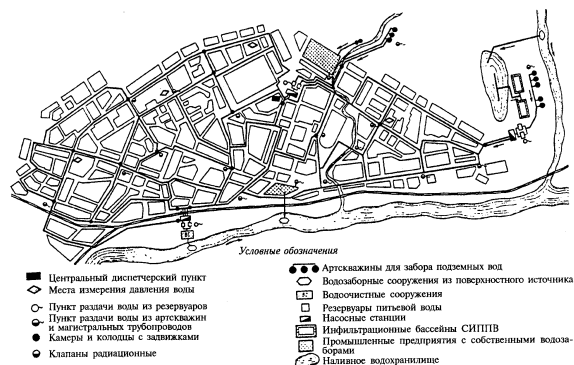 Условные обозначения
Центральный диспетчерский пункт
Места измерения давления воды
Пункт раздачи воды из резервуаров
Пункт раздачи воды из артскважин
и магистральных трубопроводов
Камеры и колодцы с задвижками
Клапаны радиационные
Артскважины для забора подземных вод
Водозаборные сооружения из поверхностного источника
Водоочистные сооружения
Резервуары питьевой воды
Насосные станции
Инфильтрационные бассейны СИППВ
Промышленные предприятия с собственными водоза-
борами
Наливное водохранилище